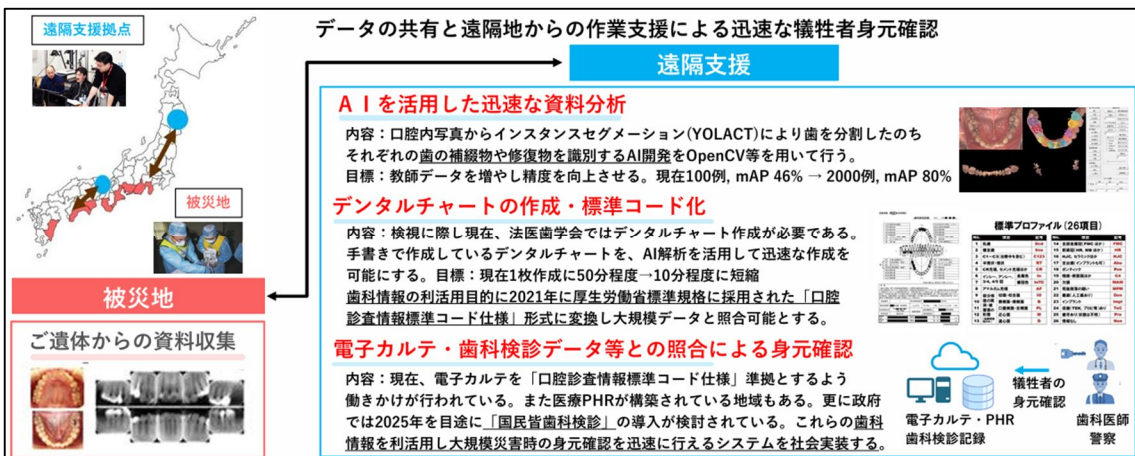 データの共有と遠隔地からの作業支援による迅速な犠牲者身元確認
遠隔支援拠点
被災地
被災地
ご遺体からの資料収集
遠隔支援
AIを活用した迅速な資料分析
内容：口腔内写真からインスタンスセグメーション(YOLACT)により歯を分割したのち
それぞれの歯の補綴物や修復物を識別するAI開発をOpenCV等を用いて行う。
目標：教師データを増やし精度を向上させる。現在100例, mAP 46% → 2000例, mAP 80%
デンタルチャートの作成・標準コード化
内容：検視に際し現在、法医歯学会ではデンタルチャート作成が必要である。
手書きで作成しているデンタルチャートを、AI解析を活用して迅速な作成を
可能にする。目標：現在1枚作成に50分程度→10分程度に短縮
歯科情報の利活用目的に2021年に厚生労働省標準規格に採用された「口腔
診査情報標準コード仕様」形式に変換し大規模データと照合可能とする。
標準プロファイル(26項目)
電子カルテ・歯科検診データ等との照合による身元確認
内容：現在、電子カルテを「口腔診査情報標準コード仕様」準拠とするよう
働きかけが行われている。また医療PHRが構築されている地域もある。更に政府
では2025年を目途に「国民皆歯科検診」の導入が検討されている。これらの歯科
情報を利活用し大規模災害時の身元確認を迅速に行えるシステムを社会実装する。
犠牲者の
身元確認
電子カルテ・PHR
歯科検診記録
歯科医師
警察